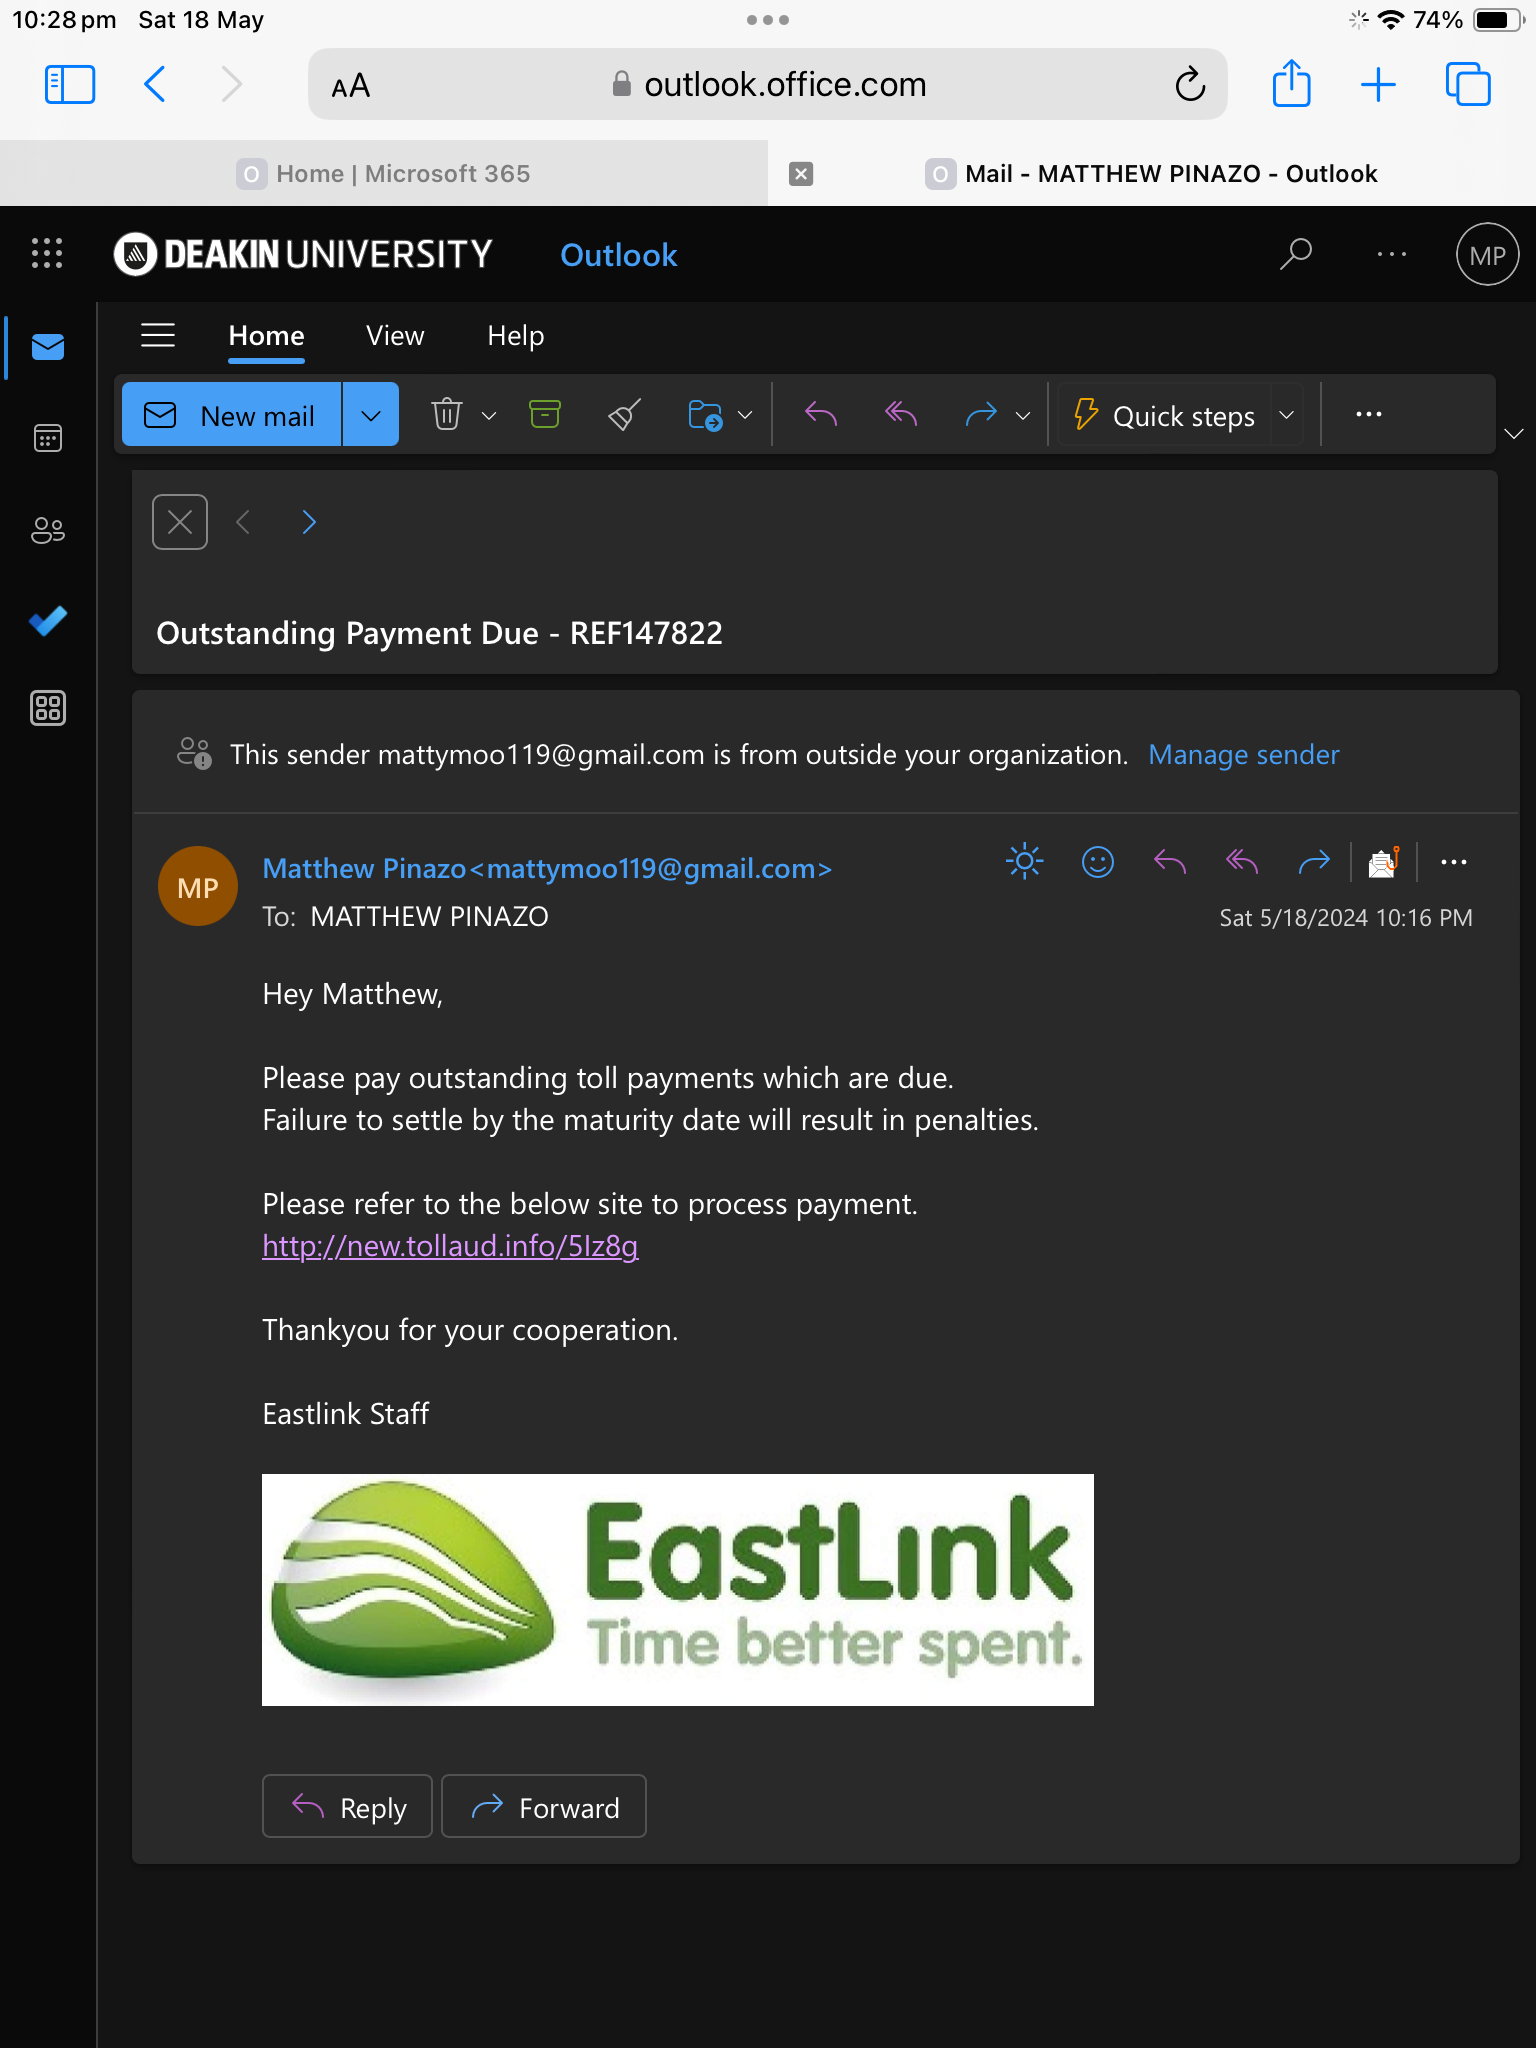 10:28 pm Sat 18 May
74%
AA
outlook.office.com
O Home | Microsoft 365
O Mail - MATTHEW PINAZO - Outlook
DEAKIN UNIVERSITY
Outlook
MP
Home
View
Help
New mail
Quick steps
Outstanding Payment Due - REF147822
This sender mattymoo119@gmail.com is from outside your organization. Manage sender
MP
Matthew Pinazo<mattymoo119@gmail.com>
To: MATTHEW PINAZO
Sat 5/18/2024 10:16 PM
Hey Matthew,
Please pay outstanding toll payments which are due.
Failure to settle by the maturity date will result in penalties.
Please refer to the below site to process payment.
http://new.tollaud.info/5Iz8g
Thankyou for your cooperation.
Eastlink Staff
EastLink
Time better spent.
Reply
Forward